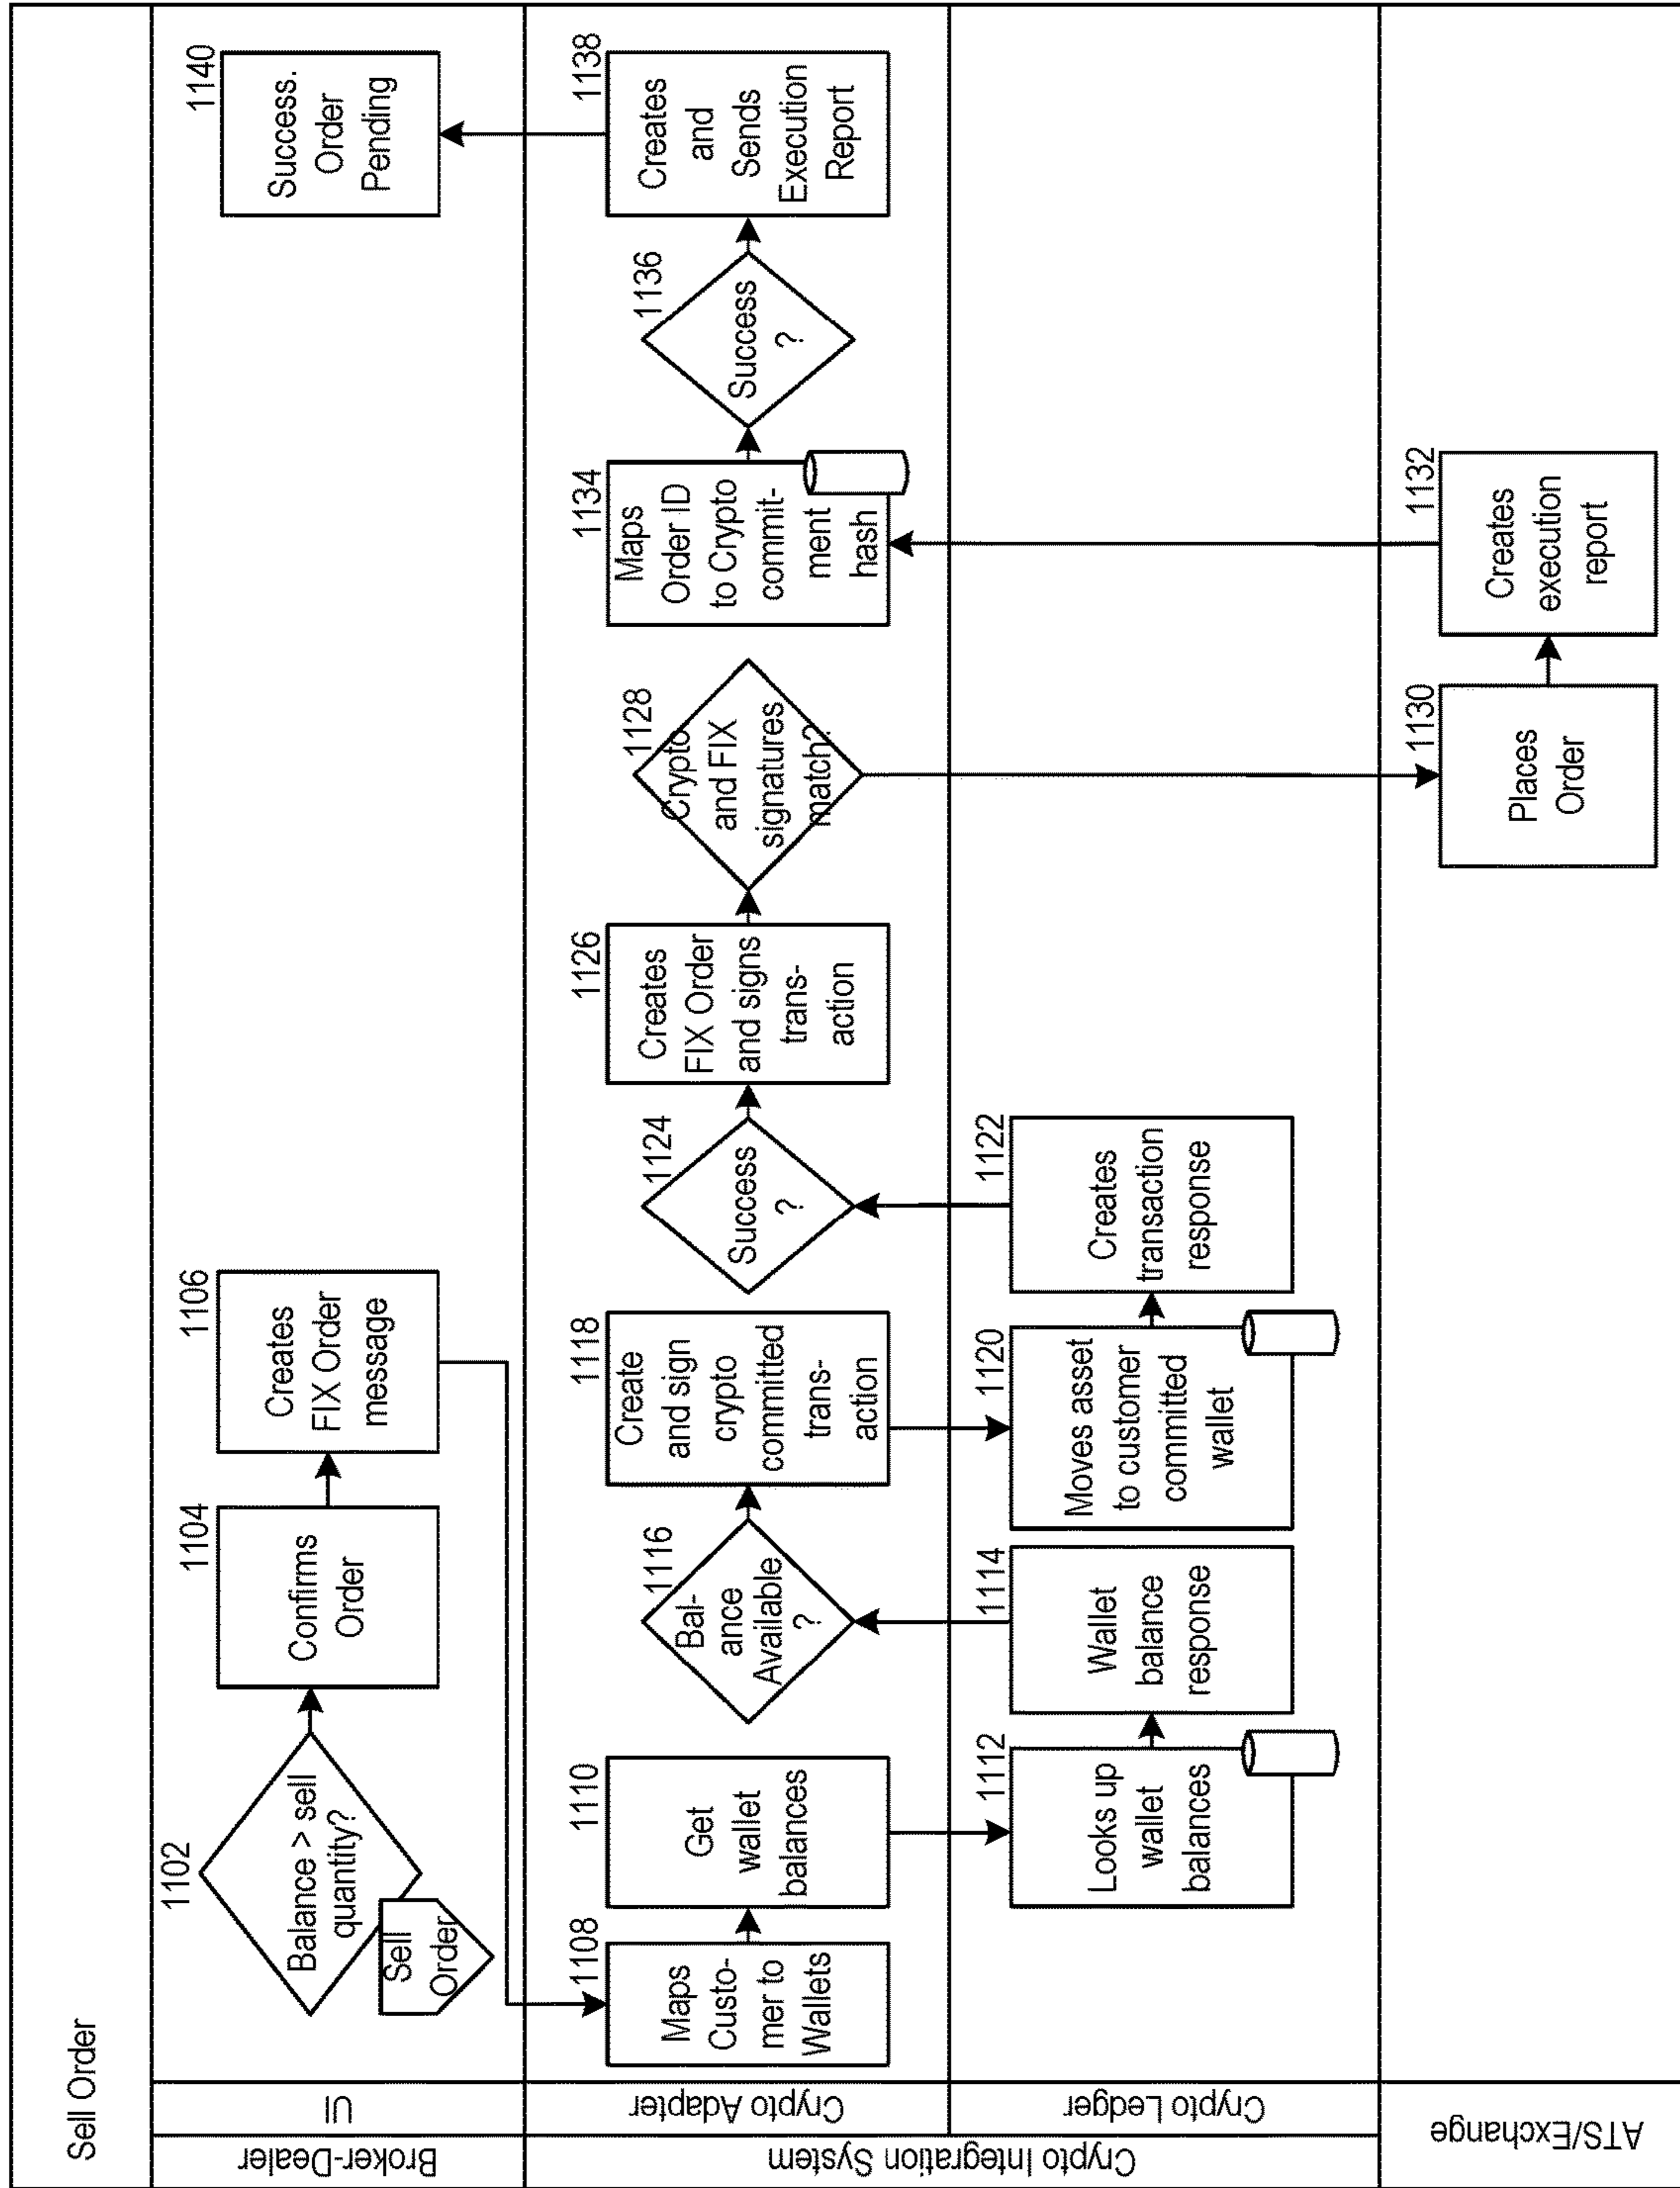 Sell Order
Broker-Dealer
UI
1102
Balance > sell
quantity?
Sell
Order
1104
Confirms
Order
1106
Creates
FIX Order
message
1140
Success.
Order
Pending
Crypto Integration System
Crypto Adapter
1108
Maps
Custo-
mer to
Wallets
1110
Get
wallet
balances
1116
Bal-
ance
Available
?
1118
Create
and sign
crypto
committed
trans-
action
1124
Success
?
1126
Creates
FIX Order
and signs
trans-
action
1128
Crypto
and FIX
signatures
match?
1134
Maps
Order ID
to Crypto
commit-
ment
hash
1136
Success
?
1138
Creates
and
Sends
Execution
Report
Crypto Ledger
1112
Looks up
wallet
balances
1114
Wallet
balance
response
1120
Moves asset
to customer
committed
wallet
1122
Creates
transaction
response
ATS/Exchange
1130
Places
Order
1132
Creates
execution
report